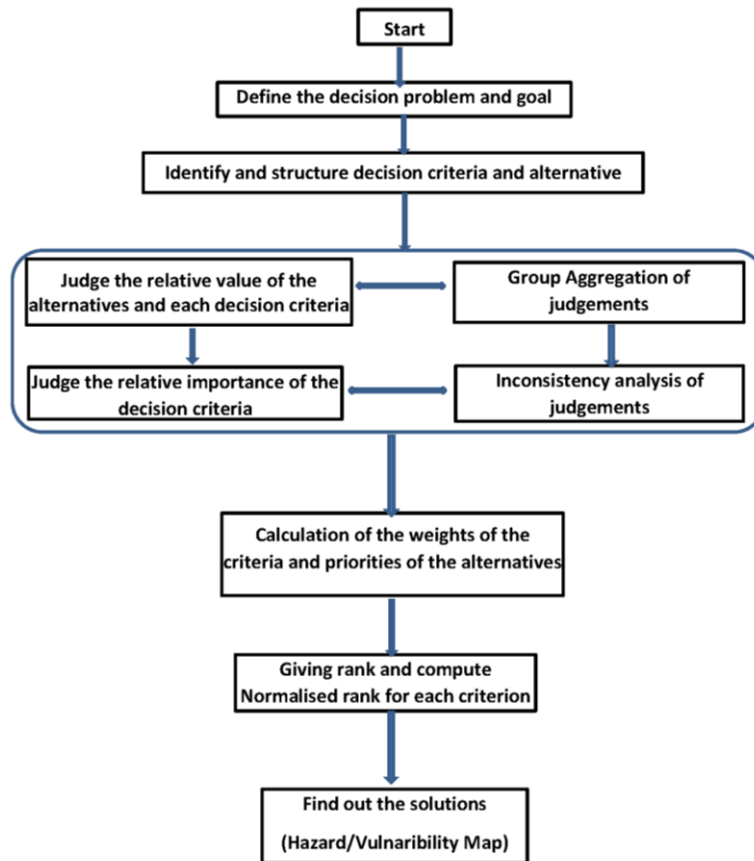 Start
Define the decision problem and goal
Identify and structure decision criteria and alternative
Judge the relative value of the
alternatives and each decision criteria
Group Aggregation of
judgements
Judge the relative importance of the
decision criteria
Inconsistency analysis of
judgements
Calculation of the weights of the
criteria and priorities of the alternatives
Giving rank and compute
Normalised rank for each criterion
Find out the solutions
(Hazard/Vulnaribility Map)